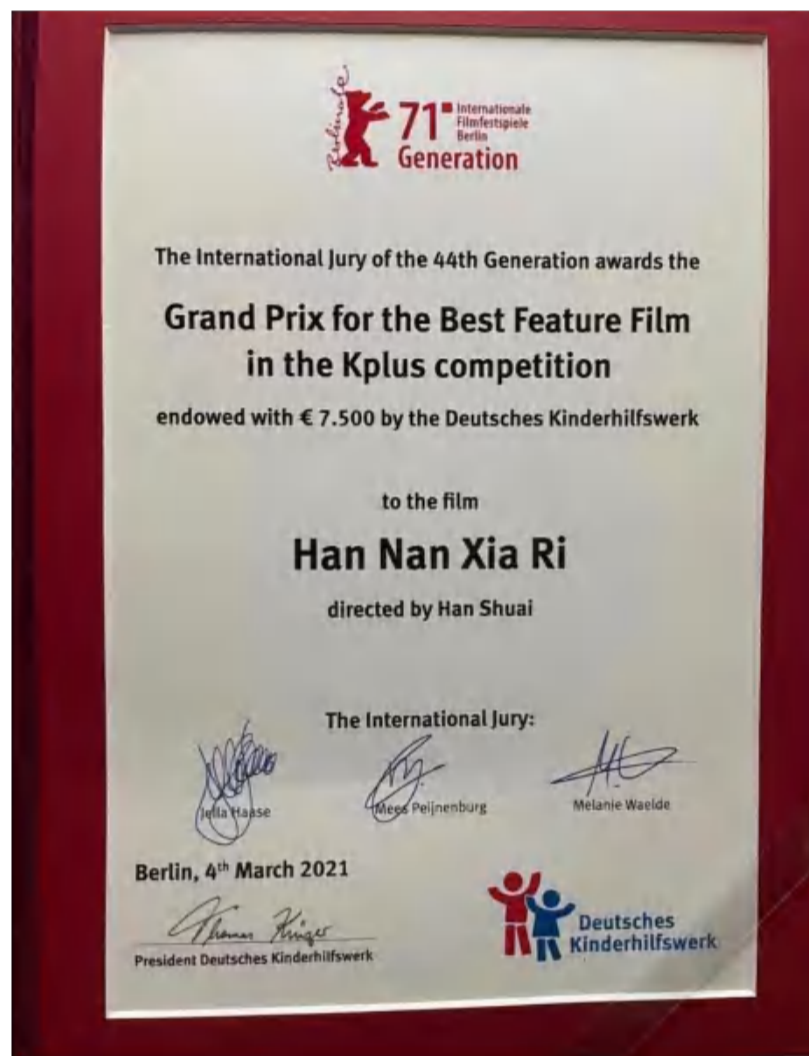 Berlinale
71
Internationale
Filmfestspiele
Berlin
Generation
The International Jury of the 44th Generation awards the
Grand Prix for the Best Feature Film
in the Kplus competition
endowed with € 7.500 by the Deutsches Kinderhilfswerk
to the film
Han Nan Xia Ri
directed by Han Shuai
The International Jury:
Jella Haase Mees Peijnenburg Melanie Waelde
Berlin, 4th March 2021
Thomas Krüger
President Deutsches Kinderhilfswerk
Deutsches
Kinderhilfswerk